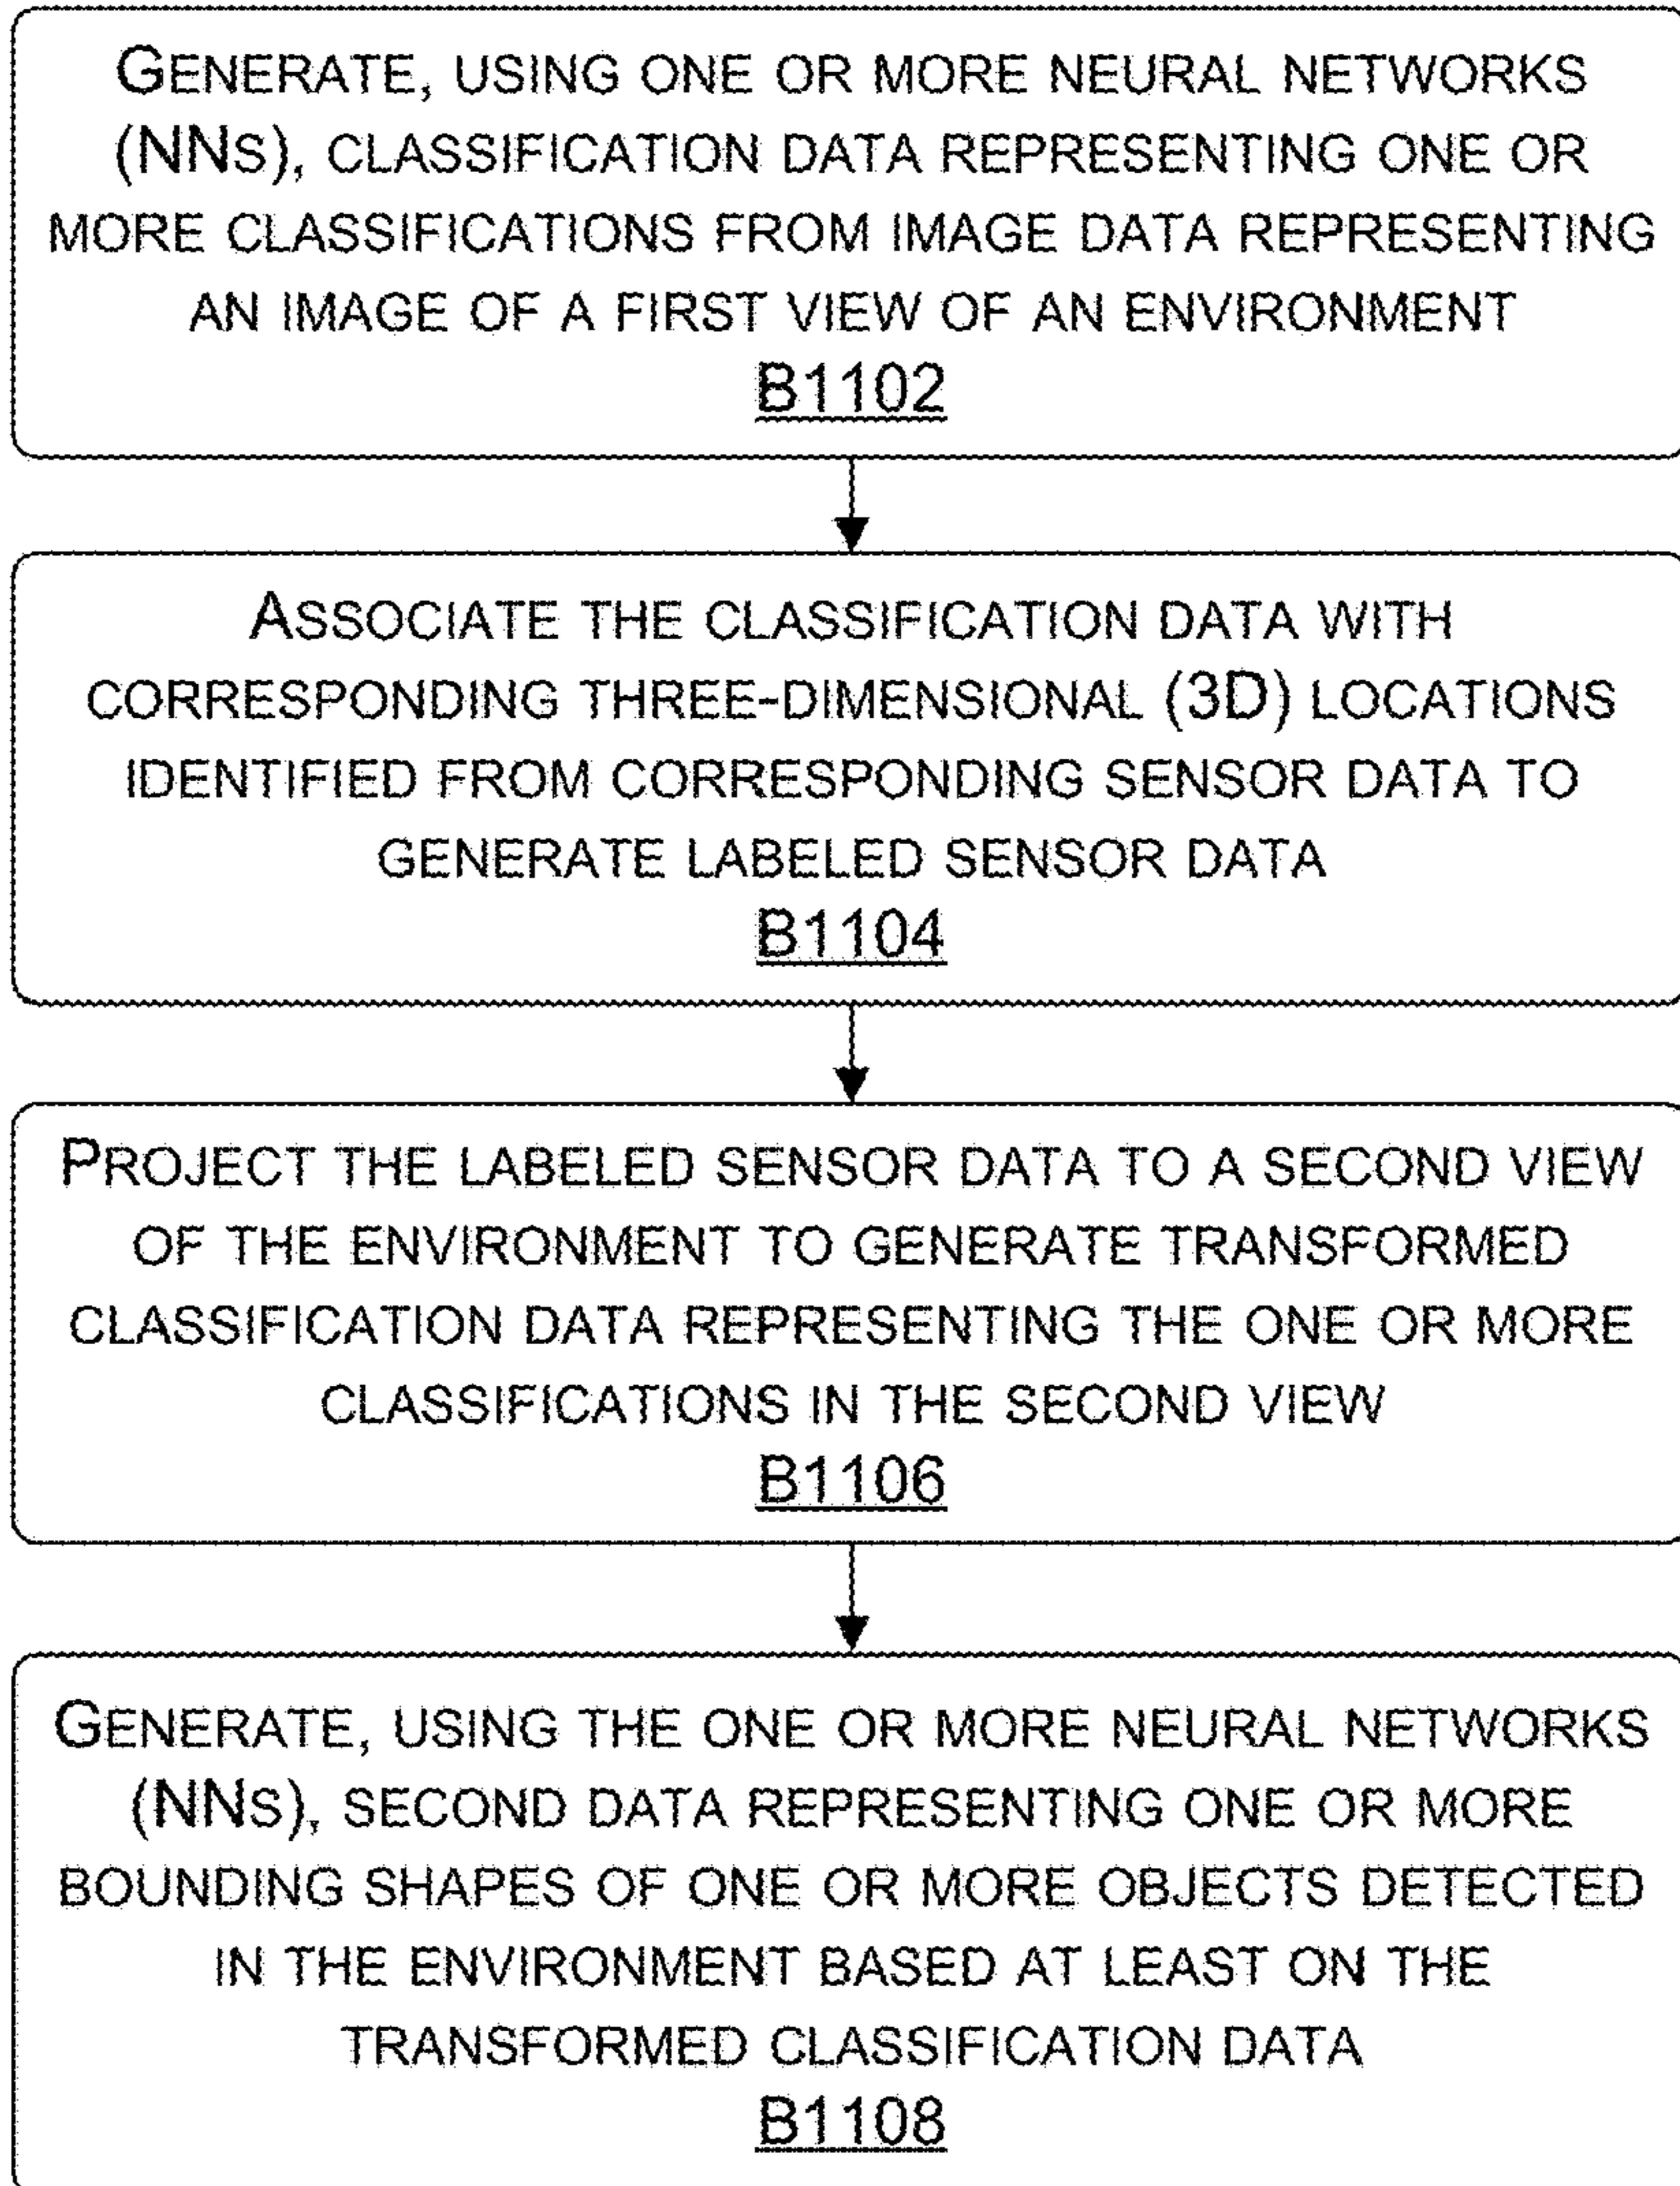 GENERATE, USING ONE OR MORE NEURAL NETWORKS
(NNS), CLASSIFICATION DATA REPRESENTING ONE OR
MORE CLASSIFICATIONS FROM IMAGE DATA REPRESENTING
AN IMAGE OF A FIRST VIEW OF AN ENVIRONMENT
B1102
ASSOCIATE THE CLASSIFICATION DATA WITH
CORRESPONDING THREE-DIMENSIONAL (3D) LOCATIONS
IDENTIFIED FROM CORRESPONDING SENSOR DATA TO
GENERATE LABELED SENSOR DATA
B1104
PROJECT THE LABELED SENSOR DATA TO A SECOND VIEW
OF THE ENVIRONMENT TO GENERATE TRANSFORMED
CLASSIFICATION DATA REPRESENTING THE ONE OR MORE
CLASSIFICATIONS IN THE SECOND VIEW
B1106
GENERATE, USING THE ONE OR MORE NEURAL NETWORKS
(NNS), SECOND DATA REPRESENTING ONE OR MORE
BOUNDING SHAPES OF ONE OR MORE OBJECTS DETECTED
IN THE ENVIRONMENT BASED AT LEAST ON THE
TRANSFORMED CLASSIFICATION DATA
B1108